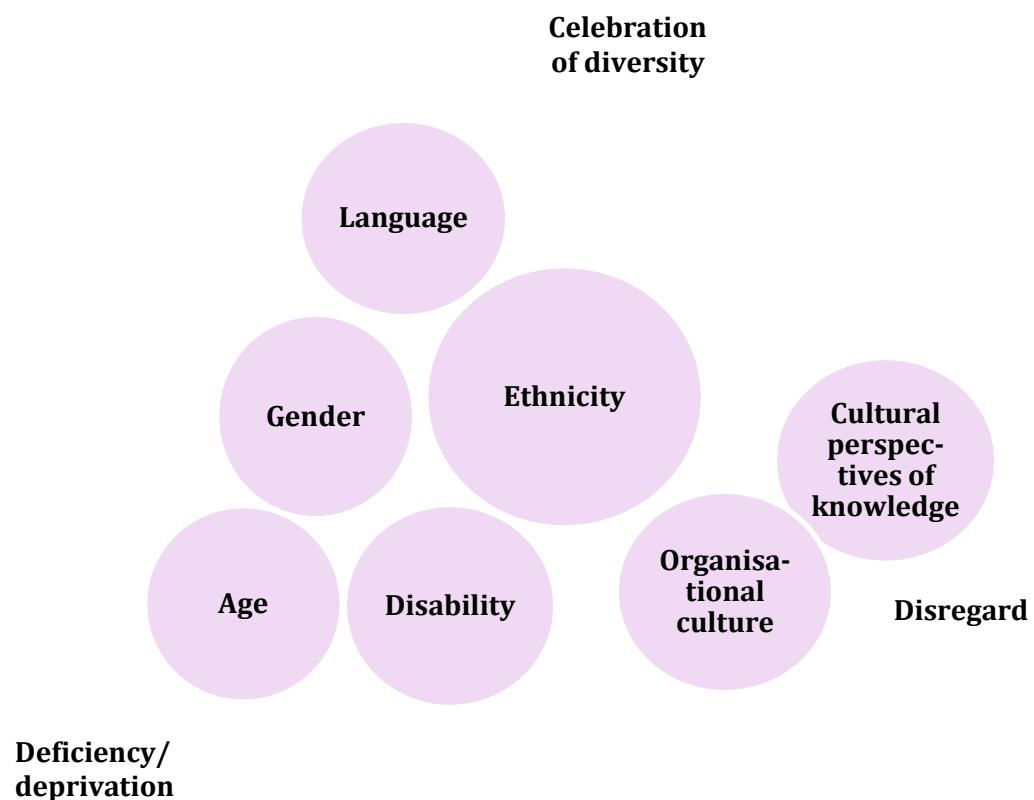 Celebration
of diversity
Language
Ethnicity
Gender
Cultural
perspec-
tives of
knowledge
Organisa-
tional
culture
Age
Disability
Disregard
Deficiency/
deprivation